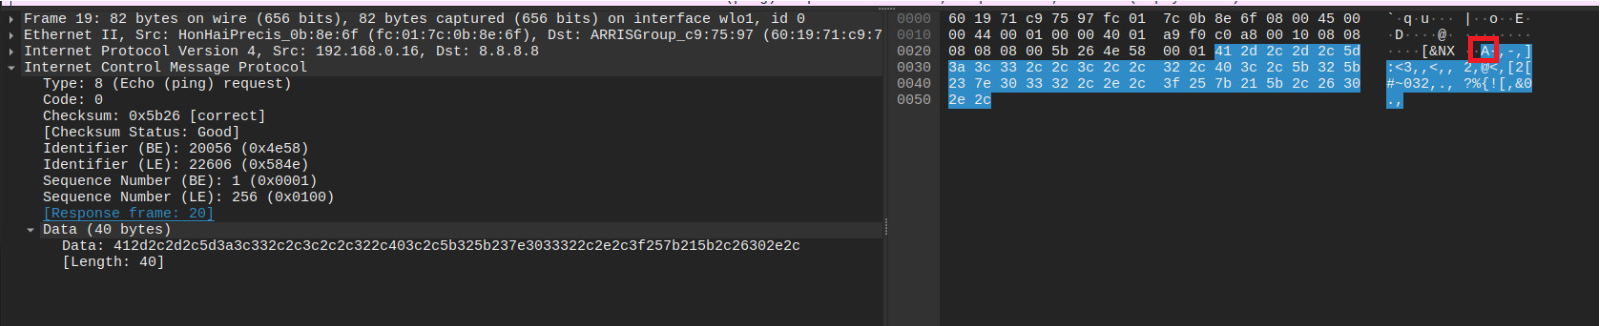 Frame 19: 82 bytes on wire (656 bits), 82 bytes captured (656 bits) on interface wlo1, id 0
Ethernet II, Src: HonHaiPrecis_0b:8e:6f (fc:01:7c:0b:8e:6f), Dst: ARRISGroup_c9:75:97 (60:19:71:c9:7
Internet Protocol Version 4, Src: 192.168.0.16, Dst: 8.8.8.8
Internet Control Message Protocol
Type: 8 (Echo (ping) request)
Code: 0
Checksum: 0x5b26 [correct]
[Checksum Status: Good]
Identifier (BE): 20056 (0x4e58)
Identifier (LE): 22606 (0x584e)
Sequence Number (BE): 1 (0x0001)
Sequence Number (LE): 256 (0x0100)
[Response frame: 20]
Data (40 bytes)
Data: 412d2c2d2c5d3a3c332c2c3c2c2c322c403c2c5b325b237e3033322c2e2c3f257b215b2c26302e2c
[Length: 40]
0000 60 19 71 c9 75 97 fc 01 7c 0b 8e 6f 08 00 45 00 `·q·u··· |··o··E·
0010 00 44 00 01 00 00 40 01 a9 f0 c0 a8 00 10 08 08 ·D····@· ········
0020 08 08 08 00 5b 26 4e 58 00 01 41 2d 2c 2d 2c 5d ····[&NX ··A-,-,]
0030 3a 3c 33 2c 2c 3c 2c 2c 32 2c 40 3c 2c 5b 32 5b :<3,,<,, 2,@<,[2[
0040 23 7e 30 33 32 2c 2e 2c 3f 25 7b 21 5b 2c 26 30 #~032,., ?%{![,&0
0050 2e 2c .,